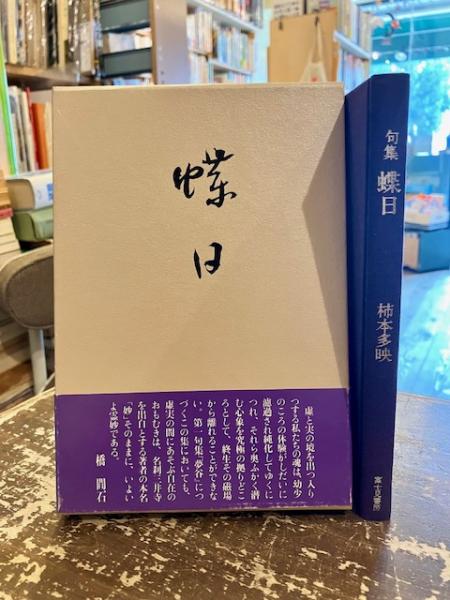 蝶
日
虚と実の境を出つ入り
つする私たちの魂は、幼少
のころの体験がしだいに
濾過され純化してゆくに
つれ、それら奥ふかく潜
む心象を究極の拠りどこ
ろとして、終生その磁場
から離れることができな
い。第一句集『夢谷』につ
づくこの集においても、
虚実の間にあそぶ自在の
おもむきは、名刹三井寺
を出自とする著者の本名
「妙」そのままに、いよい
よ霊妙である。
橋 閒石
句集 蝶日
柿本多映
富士見書房